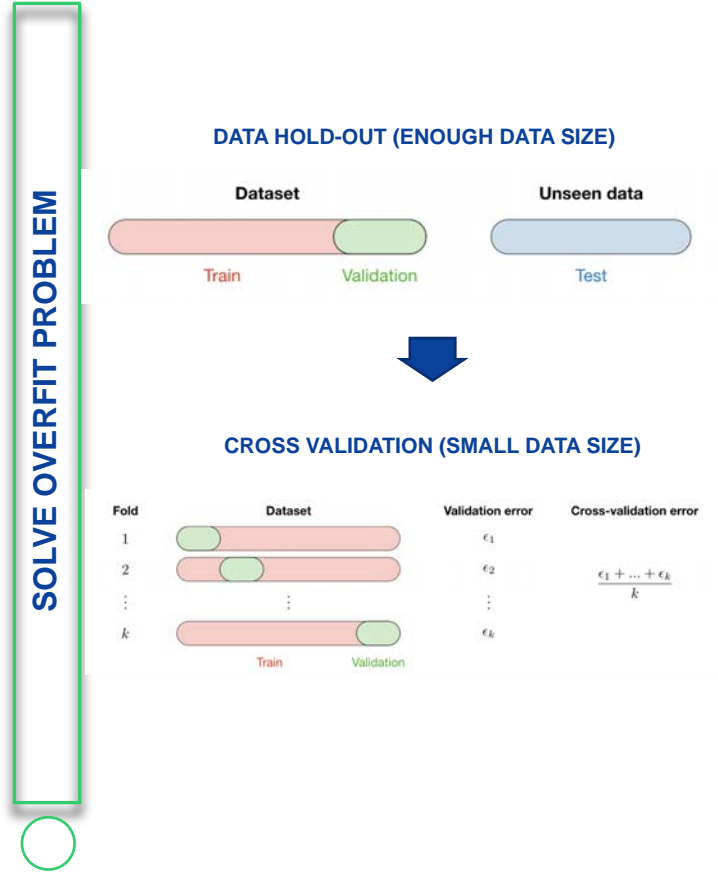 SOLVE OVERFIT PROBLEM
DATA HOLD-OUT (ENOUGH DATA SIZE)
Dataset Unseen data
Train Validation Test
CROSS VALIDATION (SMALL DATA SIZE)
Fold Dataset Validation error Cross-validation error
1 ϵ₁
2 ϵ₂
⋮ ⋮ ⋮
k ϵₖ
(ϵ₁ + ... + ϵₖ) / k
Train Validation